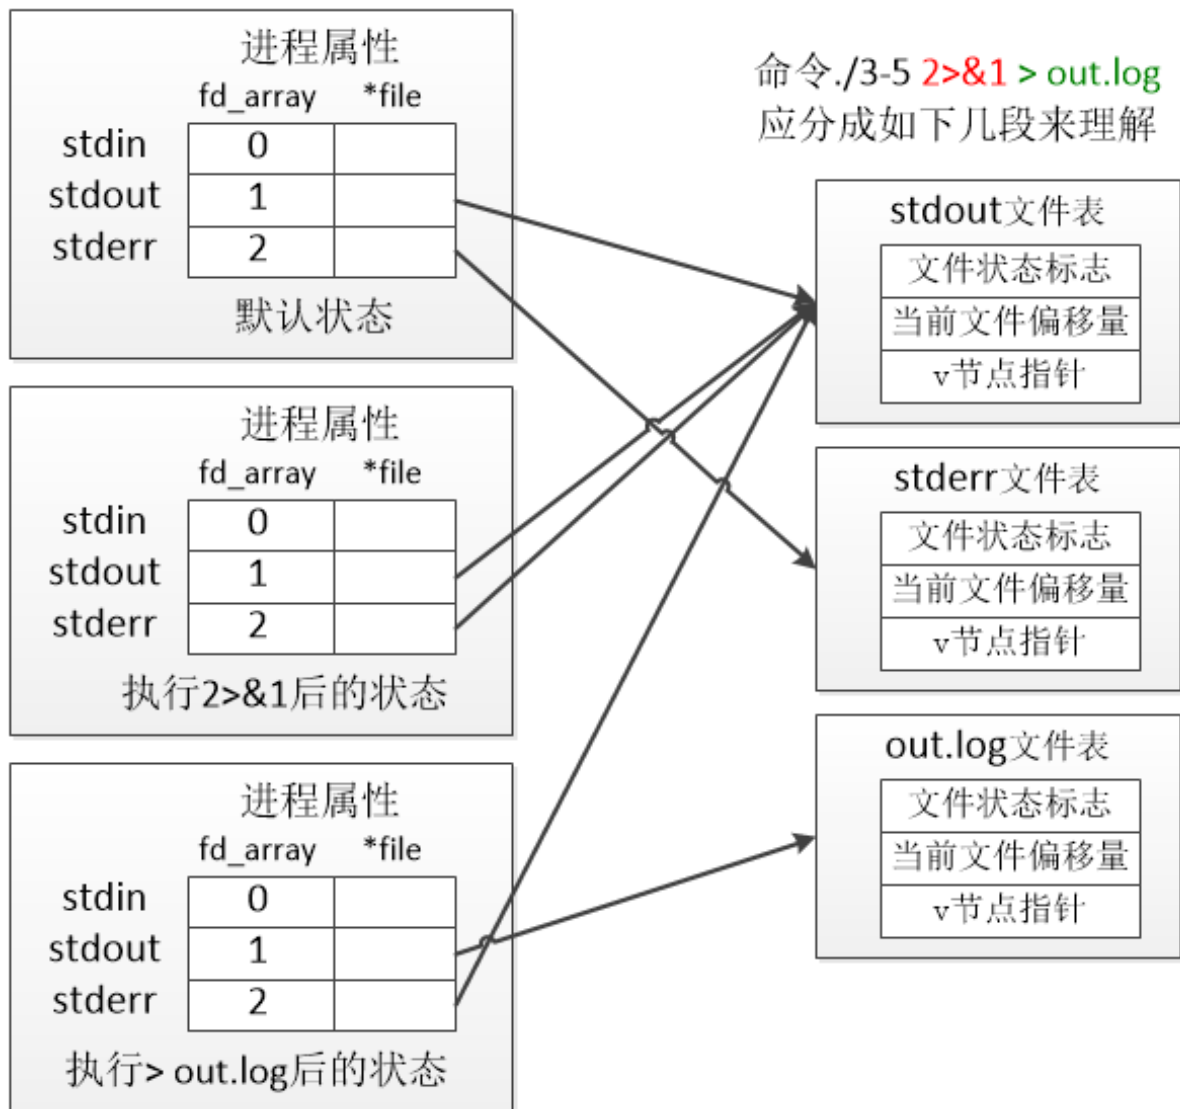 进程属性
fd_array *file
stdin 0
stdout 1
stderr 2
默认状态
命令./3-5 2>&1 > out.log
应分成如下几段来理解
stdout文件表
文件状态标志
当前文件偏移量
v节点指针
进程属性
fd_array *file
stdin 0
stdout 1
stderr 2
执行2>&1后的状态
stderr文件表
文件状态标志
当前文件偏移量
v节点指针
进程属性
fd_array *file
stdin 0
stdout 1
stderr 2
执行> out.log后的状态
out.log文件表
文件状态标志
当前文件偏移量
v节点指针